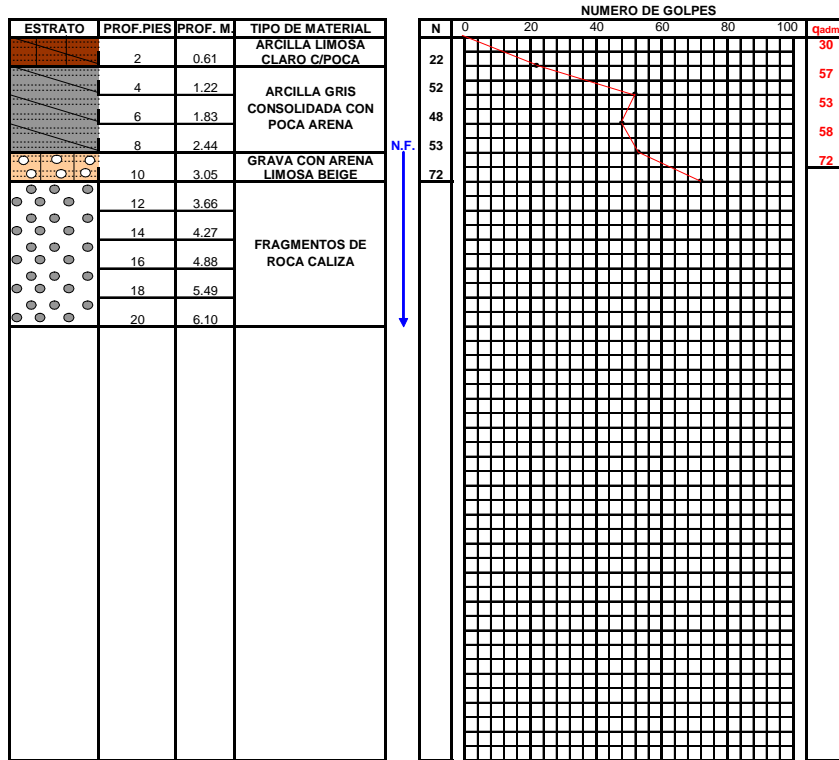 NUMERO DE GOLPES
ESTRATO PROF.PIES PROF. M. TIPO DE MATERIAL N 0 20 40 60 80 100 qadm
ARCILLA LIMOSA
CLARO C/POCA
2 0.61
22
30
4 1.22
6 1.83
8 2.44
ARCILLA GRIS
CONSOLIDADA CON
POCA ARENA
52
48
53
57
53
58
N.F.
GRAVA CON ARENA
LIMOSA BEIGE
10 3.05
72
72
12 3.66
14 4.27
16 4.88
18 5.49
20 6.10
FRAGMENTOS DE
ROCA CALIZA